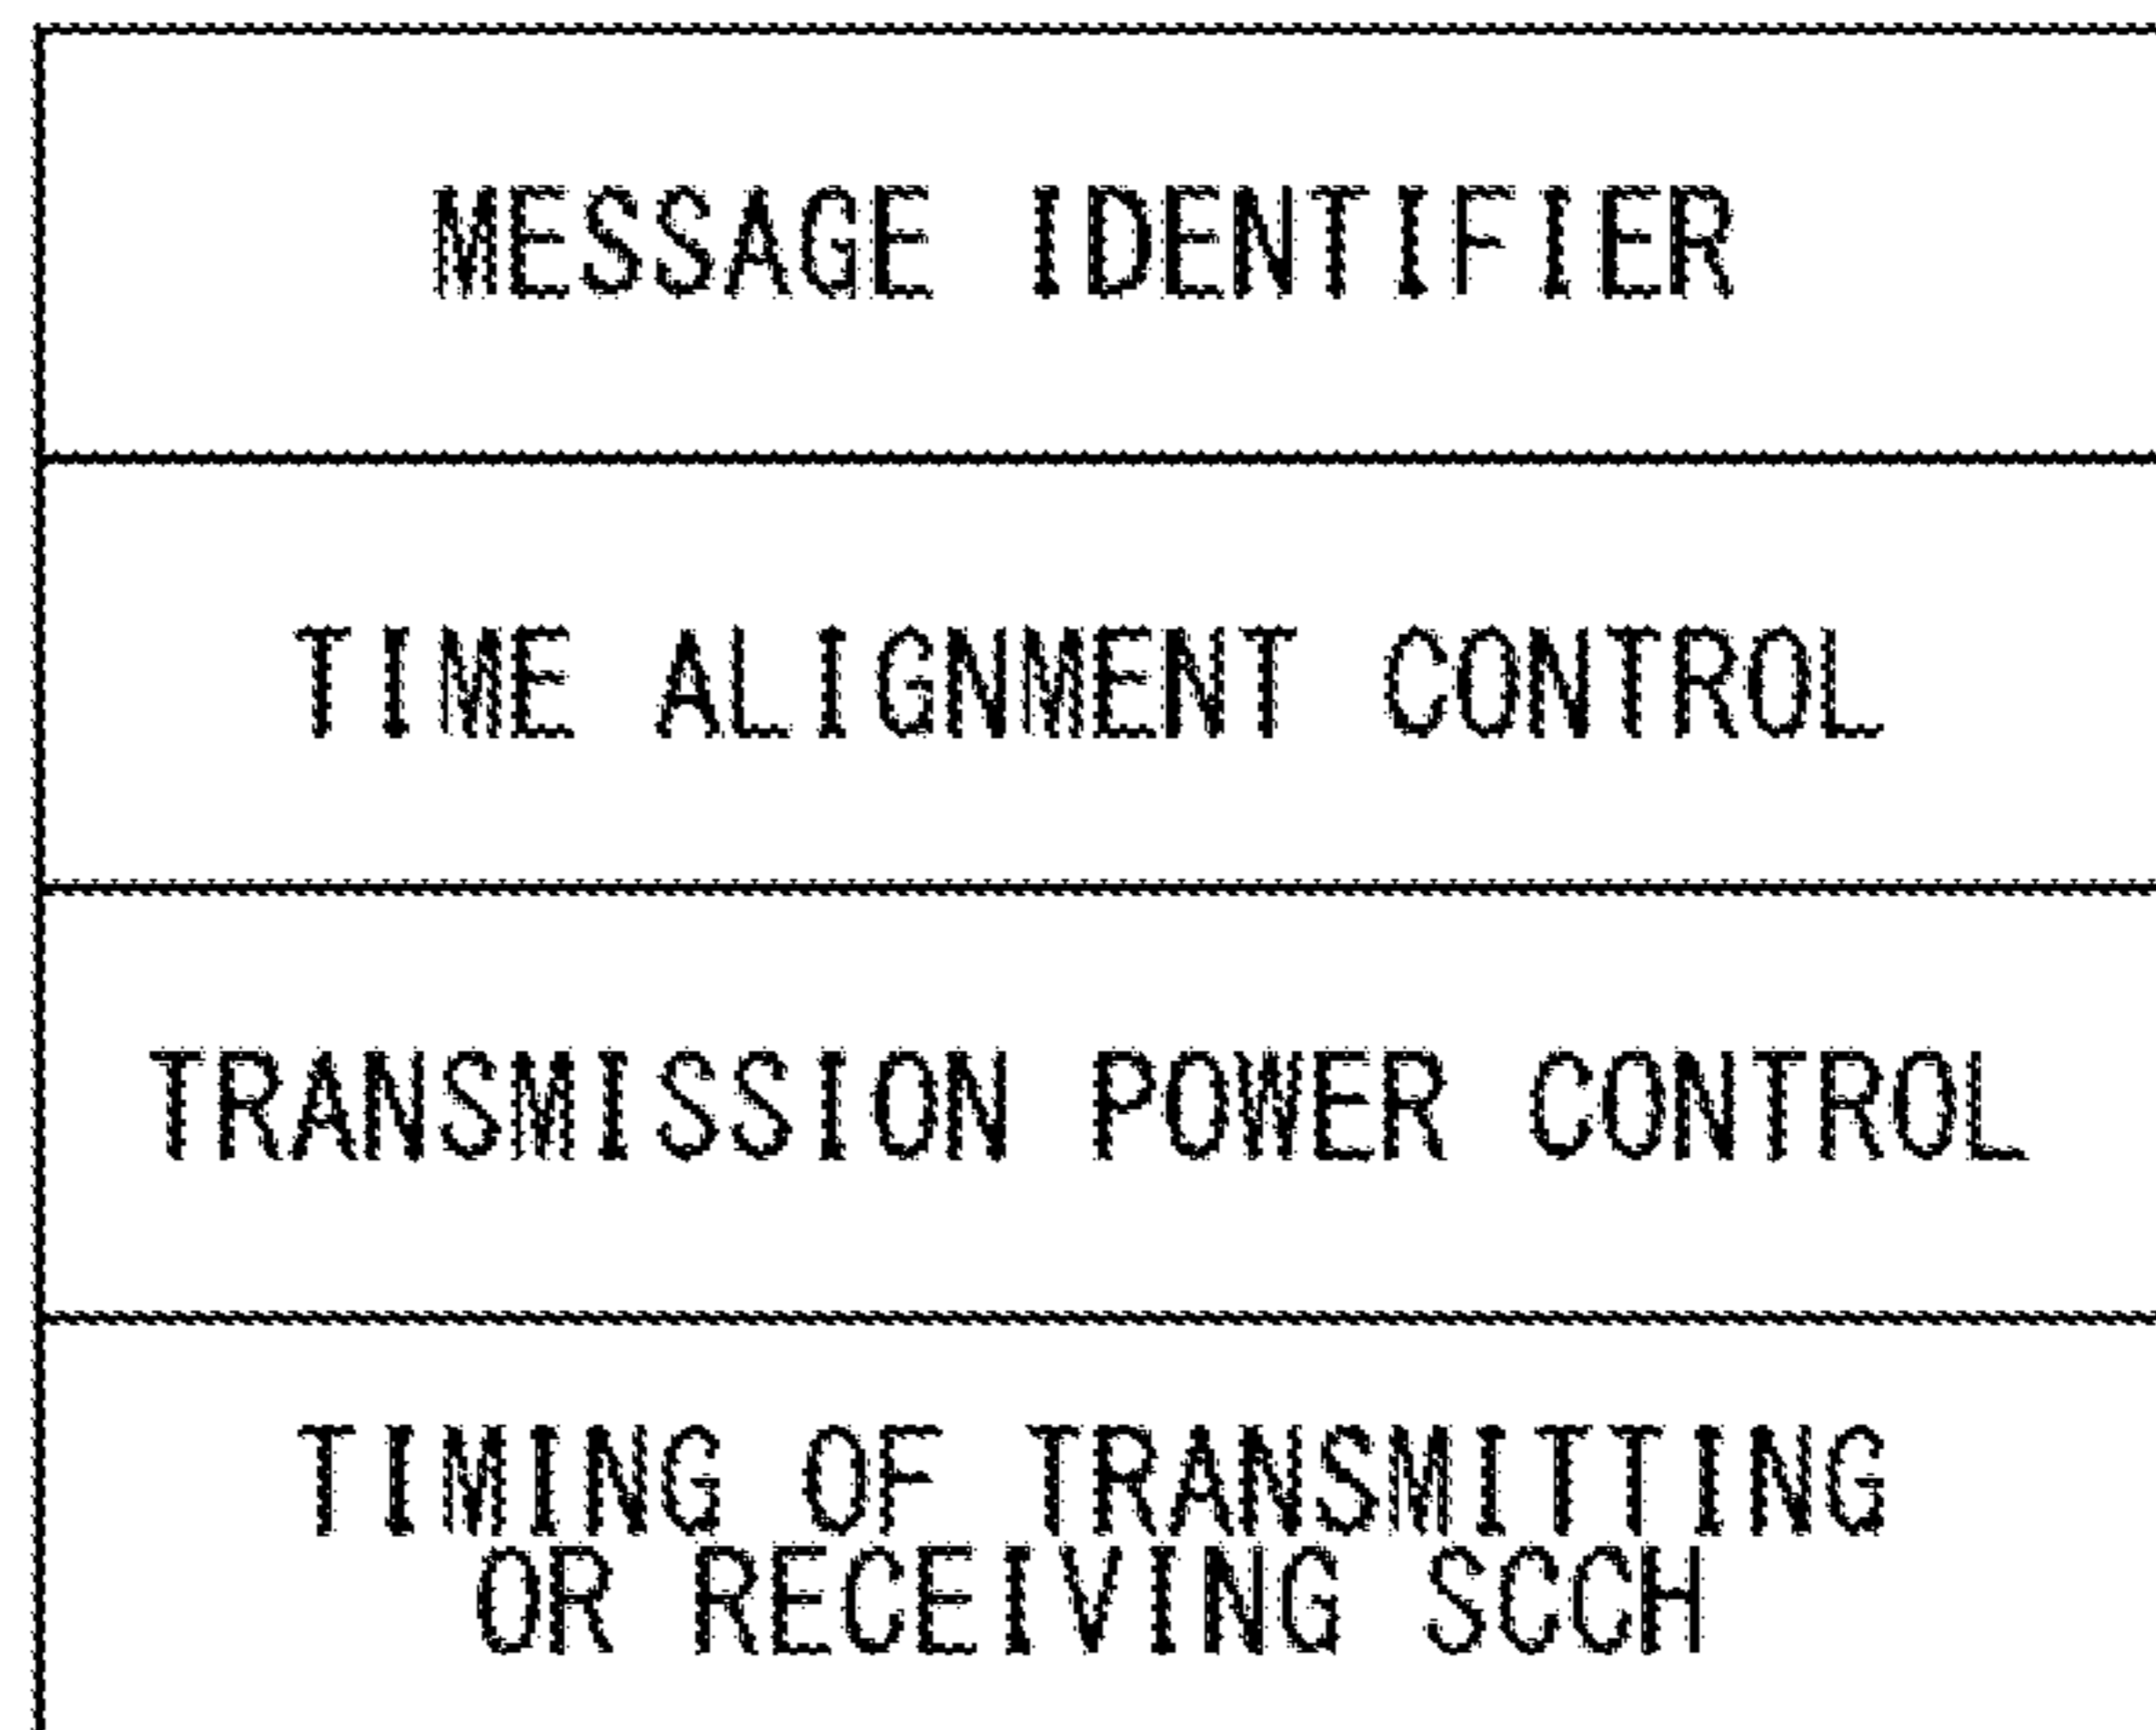 MESSAGE IDENTIFIER
TIME ALIGNMENT CONTROL
TRANSMISSION POWER CONTROL
TIMING OF TRANSMITTING
OR RECEIVING SCCH